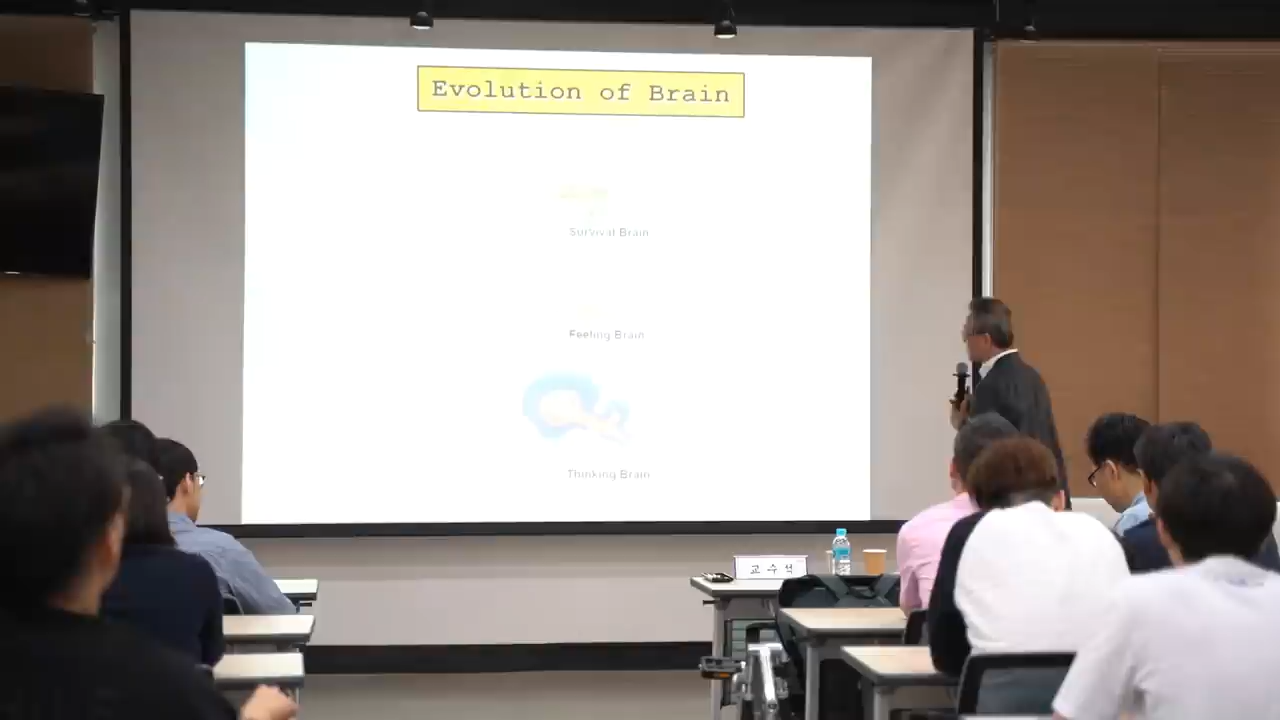 Evolution of Brain
Survival Brain
Feeling Brain
Thinking Brain
교 수 석